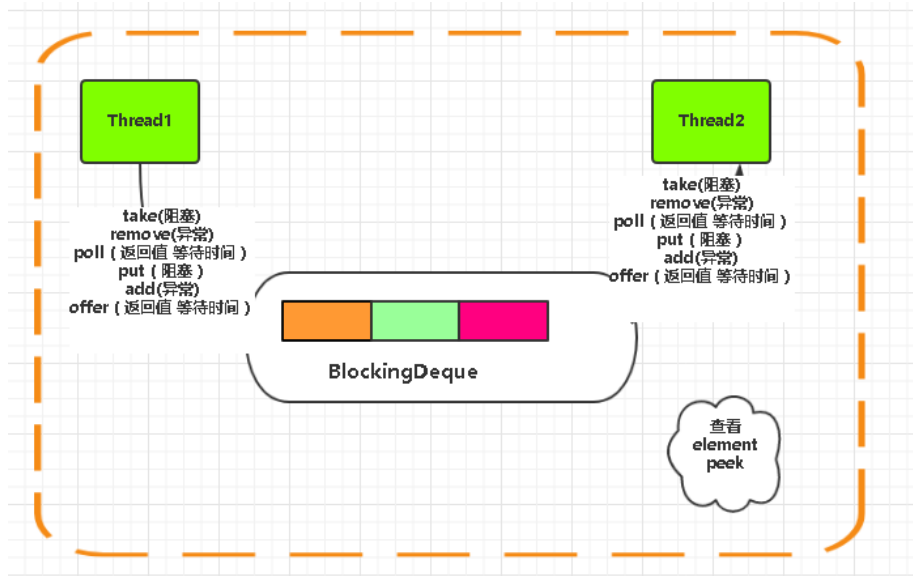 Thread1
Thread2
take(阻塞)
remove(异常)
poll（返回值 等待时间）
put（阻塞）
add(异常)
offer（返回值 等待时间）
take(阻塞)
remove(异常)
poll（返回值 等待时间）
put（阻塞）
add(异常)
offer（返回值 等待时间）
BlockingDeque
查看
element
peek